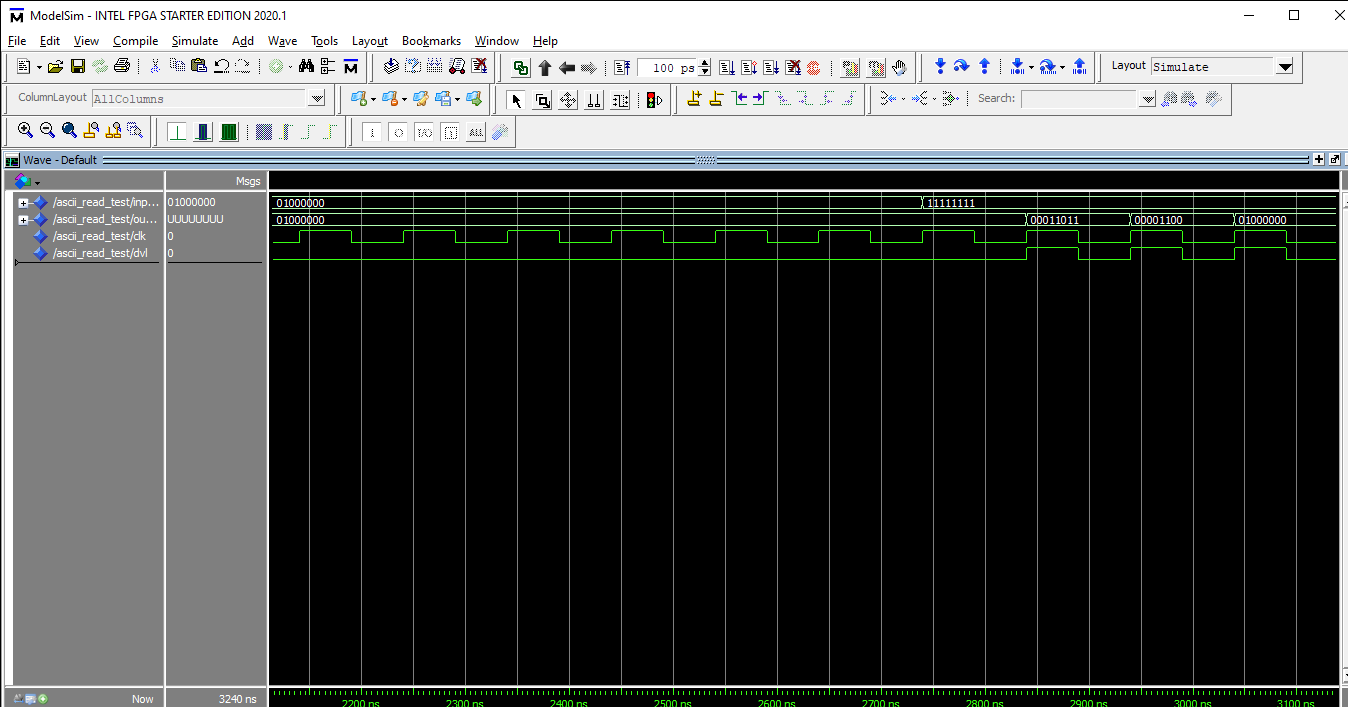 ModelSim - INTEL FPGA STARTER EDITION 2020.1
File Edit View Compile Simulate Add Wave Tools Layout Bookmarks Window Help
100 ps Layout Simulate
ColumnLayout AllColumns Search:
I/O ALL
Wave - Default
Msgs
/ascii_read_test/inp... 01000000 01000000 11111111
/ascii_read_test/ou... UUUUUUUU 01000000 00011011 00001100 01000000
/ascii_read_test/clk 0
/ascii_read_test/dvl 0
Now 3240 ns 2200 ns 2300 ns 2400 ns 2500 ns 2600 ns 2700 ns 2800 ns 2900 ns 3000 ns 3100 ns